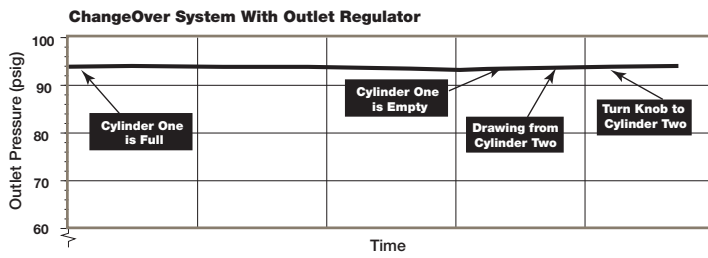 ChangeOver System With Outlet Regulator
Outlet Pressure (psig)
100
90
80
70
60
Cylinder One
is Full
Cylinder One
is Empty
Drawing from
Cylinder Two
Turn Knob to
Cylinder Two
Time